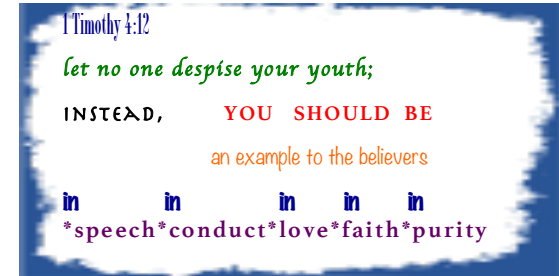 1 Timothy 4:12
let no one despise your youth;
INSTEAD, YOU SHOULD BE
an example to the believers
in in in in in
*speech*conduct*love*faith*purity